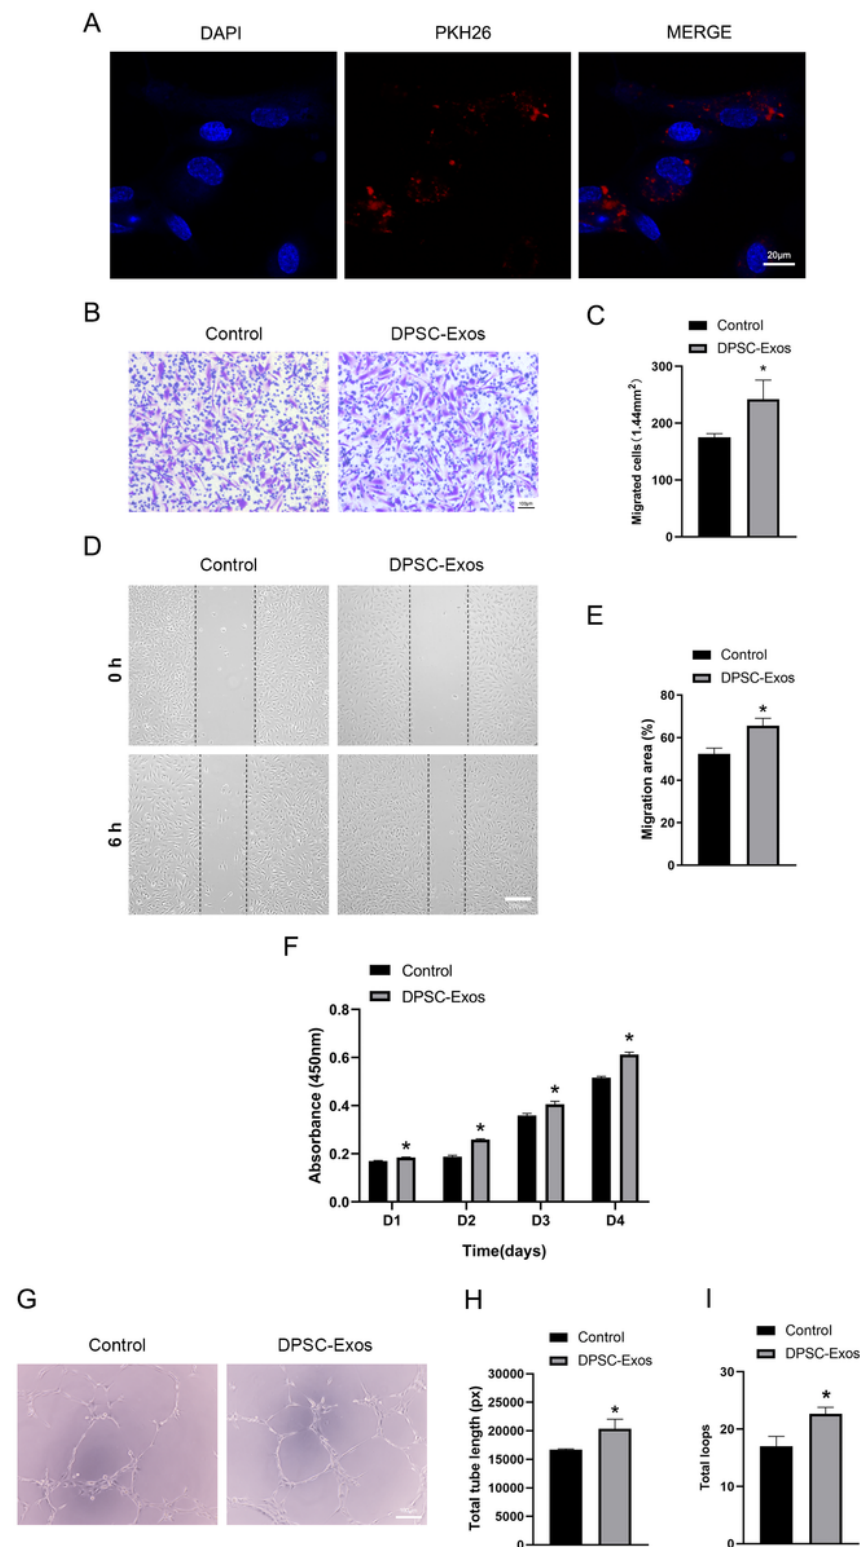 A
DAPI
PKH26
MERGE
20μm
B
Control
DPSC-Exos
100μm
C
Control
DPSC-Exos
300
200
100
0
*
Migrated cells (1.44mm²)
D
Control
DPSC-Exos
0 h
6 h
E
Control
DPSC-Exos
80
60
40
20
0
*
Migration area (%)
F
Control
DPSC-Exos
0.8
0.6
0.4
0.2
0.0
*
*
*
*
Absorbance (450nm)
D1
D2
D3
D4
Time(days)
G
Control
DPSC-Exos
H
Control
DPSC-Exos
30000
25000
20000
15000
10000
5000
0
*
Total tube length (px)
I
Control
DPSC-Exos
30
20
10
0
*
Total loops